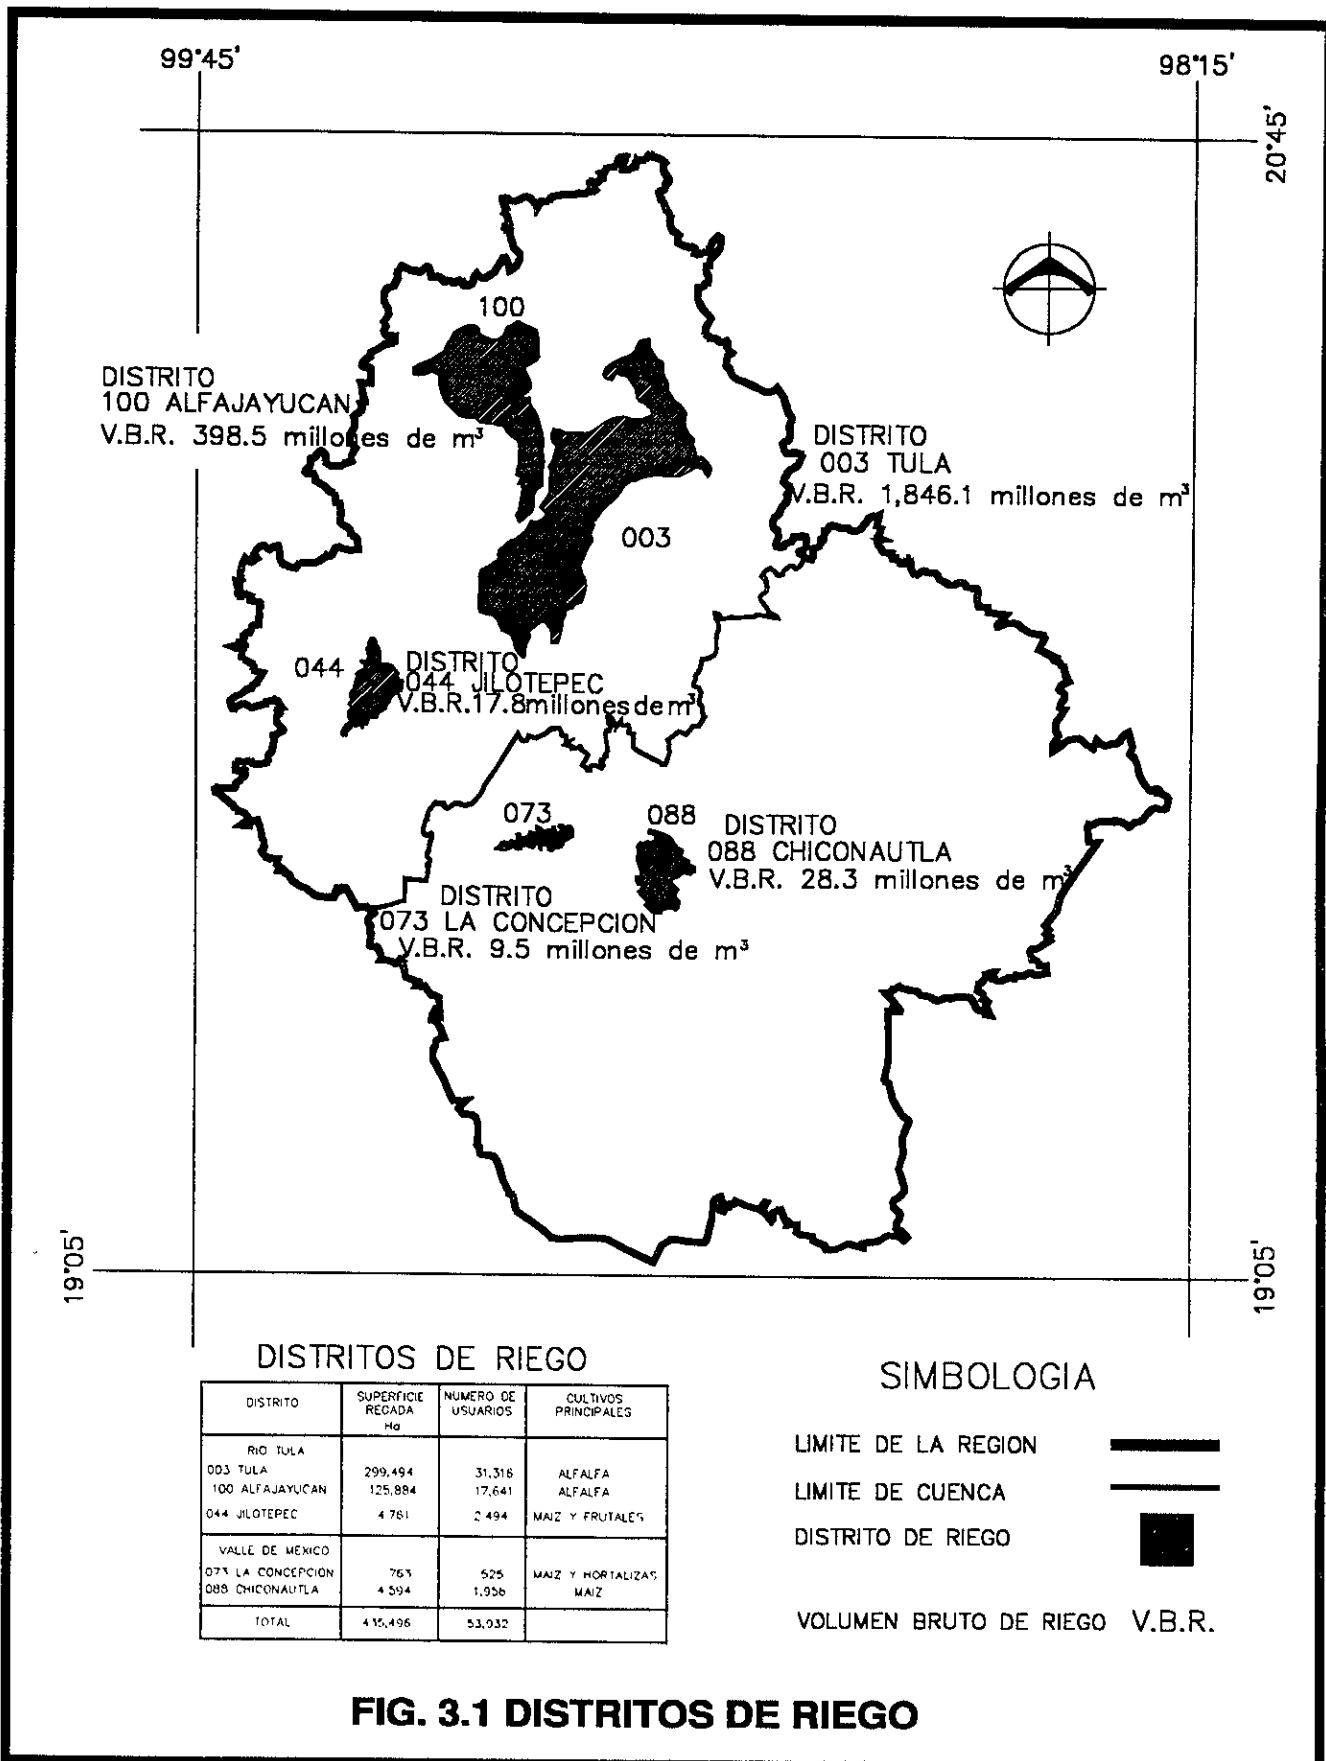 99°45'
98°15'
20°45'
100
DISTRITO
100 ALFAJAYUCAN
V.B.R. 398.5 millones de m³
DISTRITO
003 TULA
V.B.R. 1,846.1 millones de m³
003
044
DISTRITO
044 JILOTEPEC
V.B.R.17.8millonesdem³
073
088
DISTRITO
088 CHICONAUTLA
V.B.R. 28.3 millones de m³
DISTRITO
073 LA CONCEPCION
V.B.R. 9.5 millones de m³
19°05'
19°05'
DISTRITOS DE RIEGO
DISTRITO SUPERFICIE REGADA Ha NUMERO DE USUARIOS CULTIVOS PRINCIPALES
RIO TULA
003 TULA 299,494 31,316 ALFALFA
100 ALFAJAYUCAN 125,884 17,641 ALFALFA
044 JILOTEPEC 4 761 2 494 MAIZ Y FRUTALES
VALLE DE MEXICO
073 LA CONCEPCION 763 525 MAIZ Y HORTALIZAS
088 CHICONAUTLA 4 594 1,956 MAIZ
TOTAL 435,496 53,932
SIMBOLOGIA
LIMITE DE LA REGION
LIMITE DE CUENCA
DISTRITO DE RIEGO
VOLUMEN BRUTO DE RIEGO V.B.R.
FIG. 3.1 DISTRITOS DE RIEGO